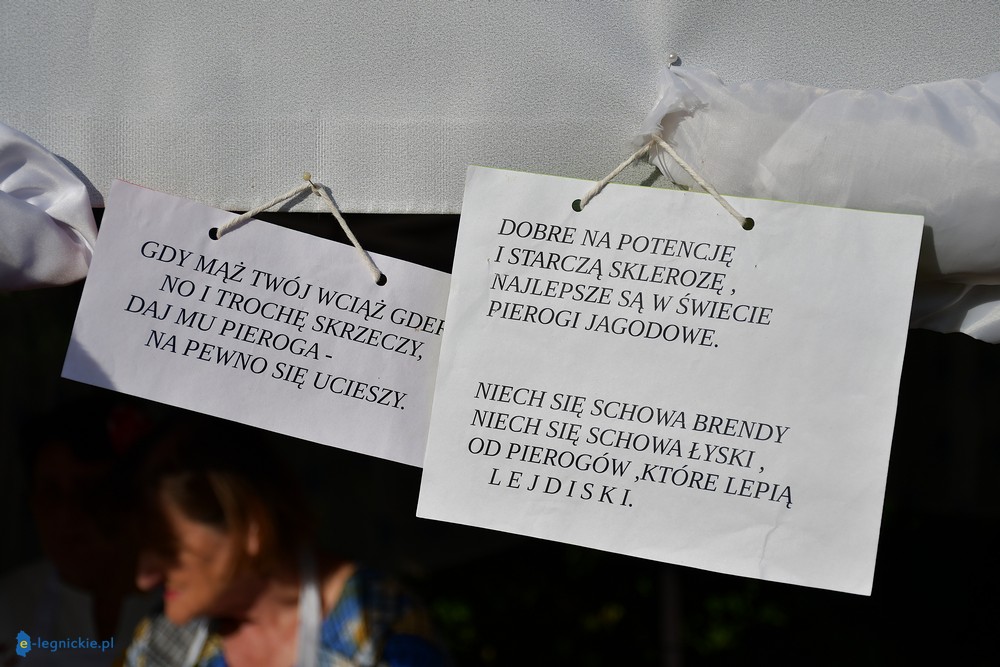 GDY MĄŻ TWÓJ WCIĄŻ
NO I TROCHĘ SKRZECZY,
DAJ MU PIEROGA -
NA PEWNO SIĘ UCIESZY.
DOBRE NA POTENCJĘ
I STARCZĄ SKLEROZĘ ,
NAJLEPSZE SĄ W ŚWIECIE
PIEROGI JAGODOWE.
NIECH SIĘ SCHOWA BRENDY
NIECH SIĘ SCHOWA ŁYSKI ,
OD PIEROGÓW ,KTÓRE LEPIĄ
L E J D I S K I.
e-legnickie.pl